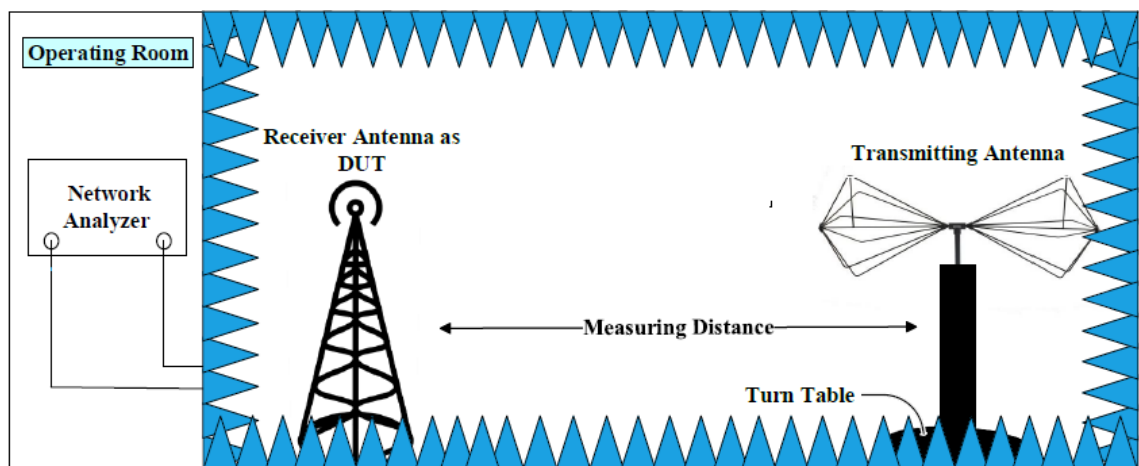 Operating Room
Receiver Antenna as
DUT
Transmitting Antenna
Network
Analyzer
Measuring Distance
Turn Table